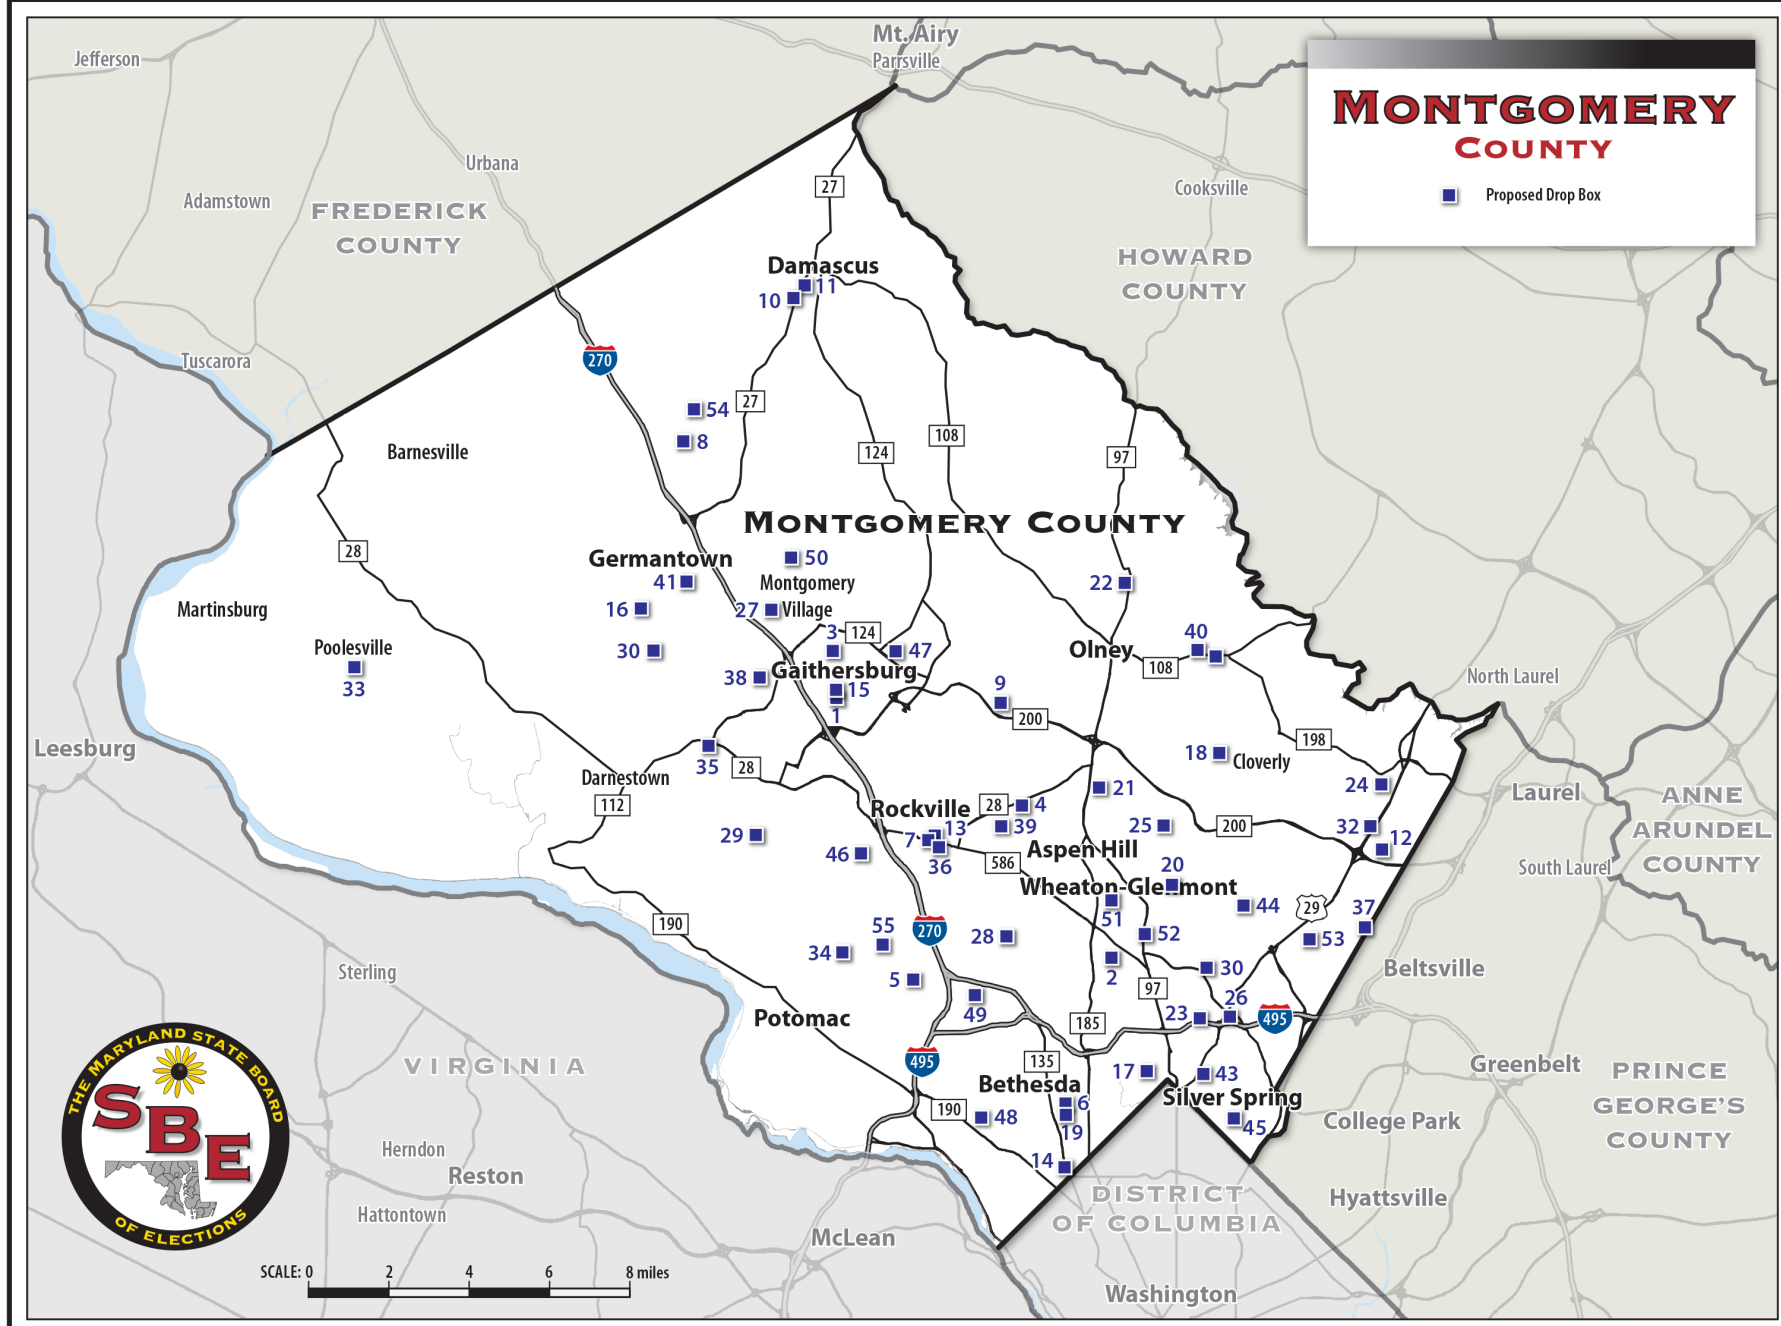 Mt. Airy
Parrsville
Jefferson
MONTGOMERY
COUNTY
Proposed Drop Box
Urbana
Adamstown
FREDERICK
COUNTY
27
Cooksville
HOWARD
COUNTY
Damascus
11
10
Tuscarora
270
54
27
8
Barnesville
124
108
97
MONTGOMERY COUNTY
28
Germantown
50
41
Montgomery
Village
22
16
27
Martinsburg
3
124
40
30
47
Olney
Poolesville
33
108
38
Gaithersburg
15
1
9
200
North Laurel
Leesburg
35
28
198
18
Cloverly
Darnestown
112
21
24
Laurel
ANNE
ARUNDEL
COUNTY
Rockville
28
4
13
39
7
36
25
200
32
12
29
46
586
Aspen Hill
20
South Laurel
Wheaton-Glenmont
51
44
29
37
190
55
270
28
52
53
34
5
2
30
Beltsville
Sterling
49
97
26
23
495
Potomac
185
495
135
17
43
Greenbelt
PRINCE
GEORGE'S
COUNTY
VIRGINIA
Bethesda
6
19
190
48
Silver Spring
45
College Park
14
THE MARYLAND STATE BOARD
SBE
OF ELECTIONS
Herndon
Reston
Hattontown
DISTRICT
OF COLUMBIA
Hyattsville
McLean
Washington
SCALE: 0 2 4 6 8 miles